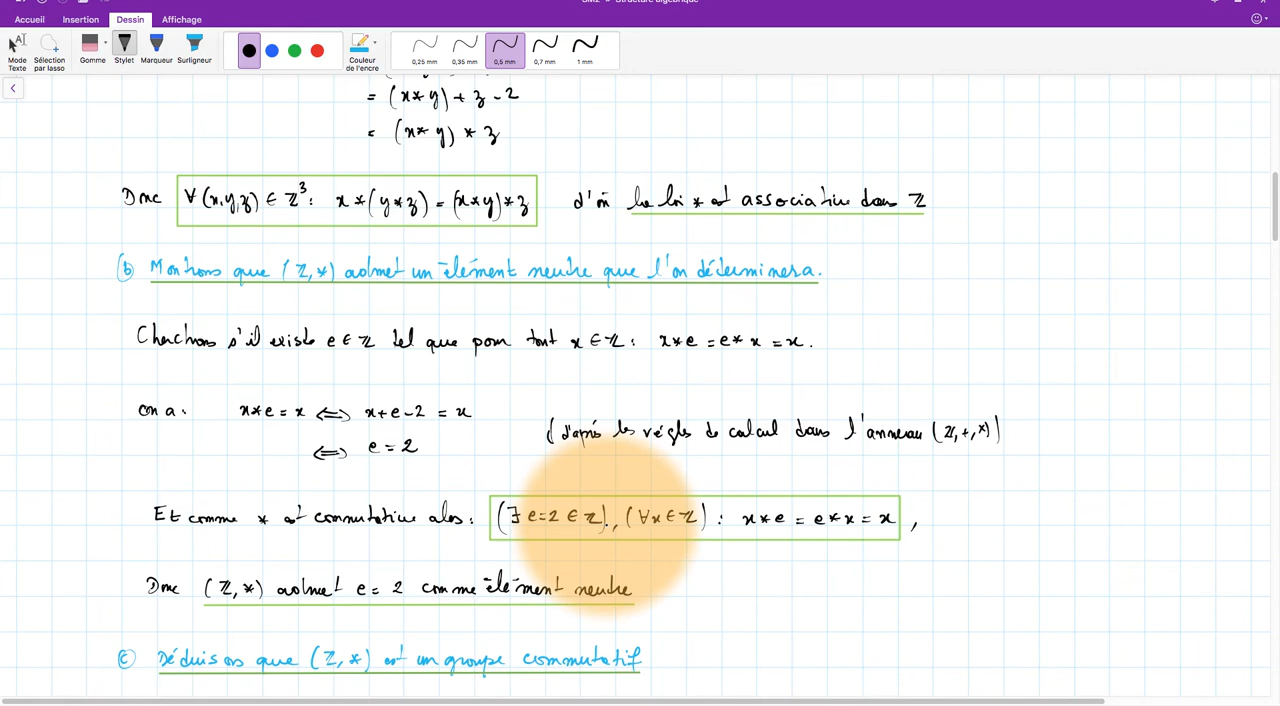 SM2 * Structure algébrique
Accueil Insertion Dessin Affichage
Mode Texte Sélection par lasso Gomme Stylet Marqueur Surligneur Couleur de l'encre 0,25 mm 0,35 mm 0,5 mm 0,7 mm 1 mm
= (x*y) + z - 2
= (x*y) * z
Donc ∀(x,y,z) ∈ ℤ³: x*(y*z) = (x*y)*z d'où la loi * est associative dans ℤ
(b) Montrons que (ℤ,*) admet un élément neutre que l'on déterminera.
Cherchons s'il existe e∈ℤ tel que pour tout x∈ℤ: x*e = e*x = x.
on a: x*e = x ⟺ x+e-2 = x
⟺ e = 2 (d'après les règles de calcul dans l'anneau (ℤ,+,×))
Et comme * est commutative alors: (∃ e=2 ∈ ℤ), (∀x∈ℤ): x*e = e*x = x,
Donc (ℤ,*) admet e = 2 comme élément neutre
(c) Déduisons que (ℤ,*) est un groupe commutatif